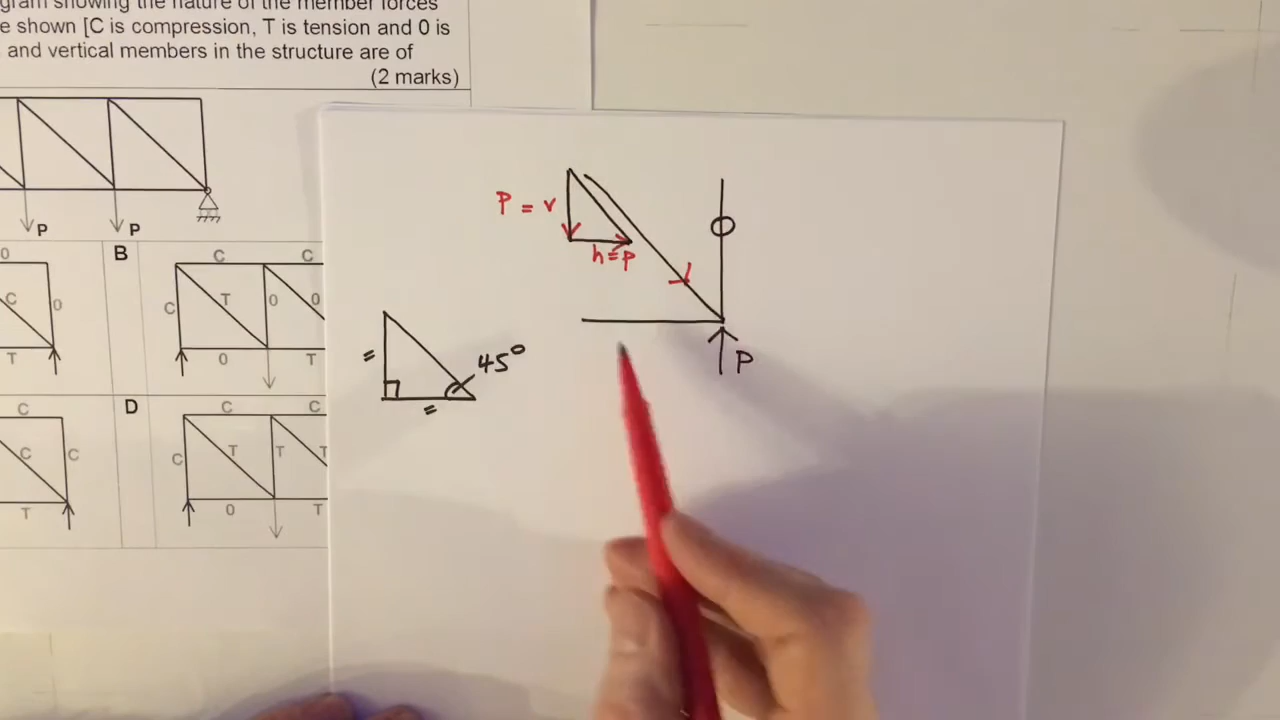 gram showing the nature of the member forces
e shown [C is compression, T is tension and 0 is
and vertical members in the structure are of
(2 marks)
P P
0 B C C
C 0 C T 0 0
T 0 T
C D C C
C C C T T T
T 0 T
P = v
h = P
45°
=
=
P